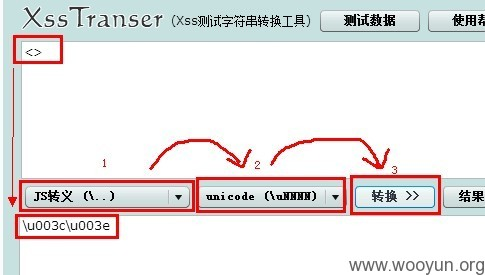 XssTranser (Xss测试字符串转换工具) 测试数据 使用帮
<>
1 2 3
JS转义 (\..) unicode (\uNNNN) 转换 >> 结果
\u003c\u003e
www.wooyun.org